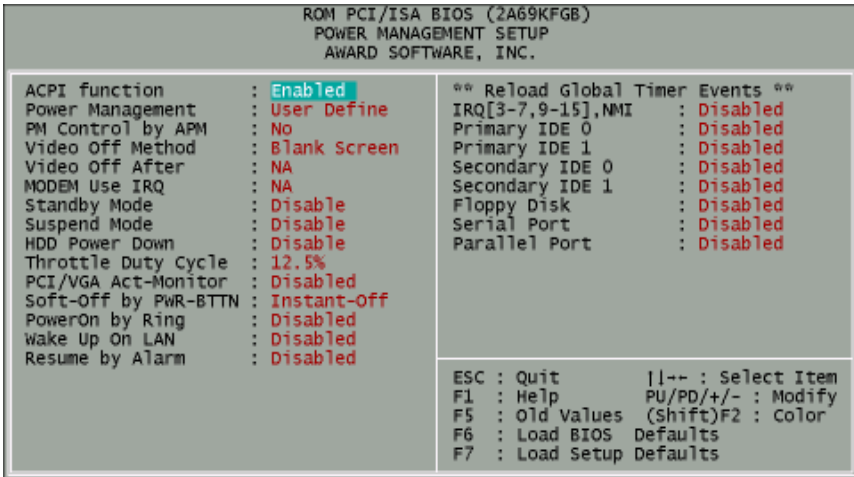 ROM PCI/ISA BIOS (2A69KFGB)
POWER MANAGEMENT SETUP
AWARD SOFTWARE, INC.
ACPI function : Enabled
Power Management : User Define
PM Control by APM : No
Video Off Method : Blank Screen
Video Off After : NA
MODEM Use IRQ : NA
Standby Mode : Disable
Suspend Mode : Disable
HDD Power Down : Disable
Throttle Duty Cycle : 12.5%
PCI/VGA Act-Monitor : Disabled
Soft-Off by PWR-BTTN : Instant-Off
PowerOn by Ring : Disabled
Wake Up On LAN : Disabled
Resume by Alarm : Disabled
** Reload Global Timer Events **
IRQ[3-7,9-15],NMI : Disabled
Primary IDE 0 : Disabled
Primary IDE 1 : Disabled
Secondary IDE 0 : Disabled
Secondary IDE 1 : Disabled
Floppy Disk : Disabled
Serial Port : Disabled
Parallel Port : Disabled
ESC : Quit ↑↓→← : Select Item
F1 : Help PU/PD/+/- : Modify
F5 : Old Values (Shift)F2 : Color
F6 : Load BIOS Defaults
F7 : Load Setup Defaults